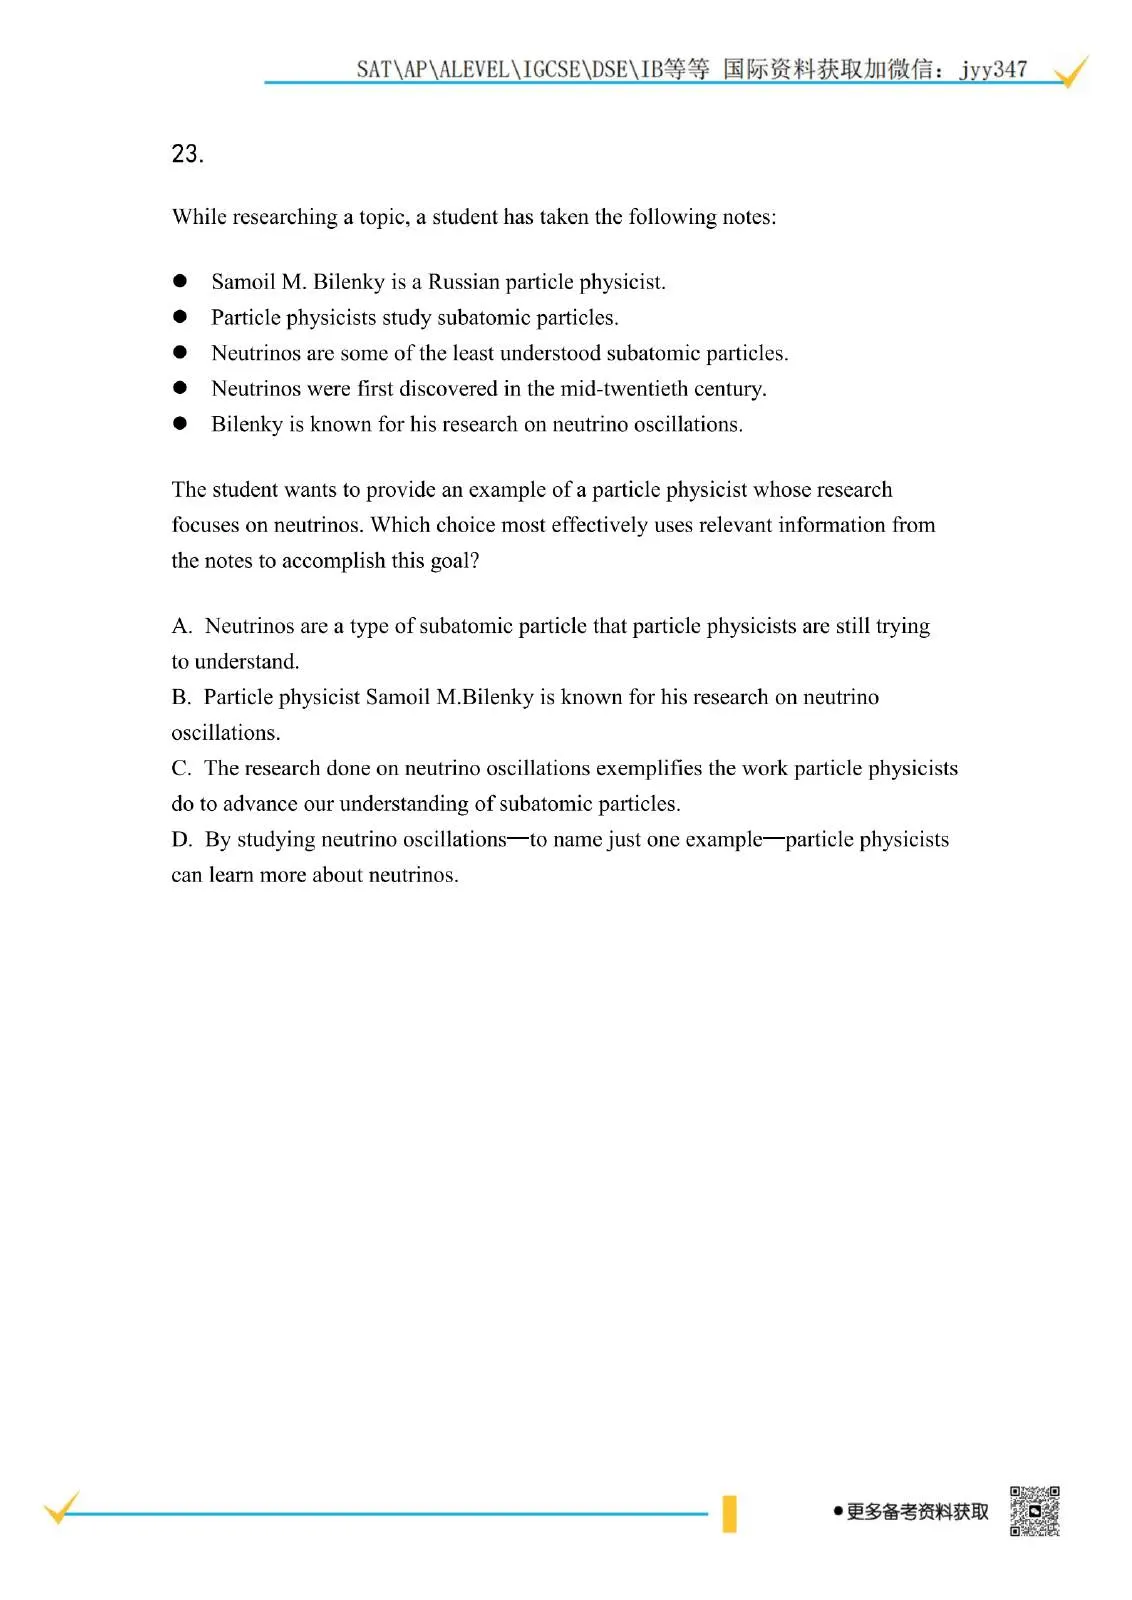 SAT\AP\ALEVEL\IGCSE\DSE\IB等等 国际资料获取加微信：jyy347
23.
While researching a topic, a student has taken the following notes:
● Samoil M. Bilenky is a Russian particle physicist.
● Particle physicists study subatomic particles.
● Neutrinos are some of the least understood subatomic particles.
● Neutrinos were first discovered in the mid-twentieth century.
● Bilenky is known for his research on neutrino oscillations.
The student wants to provide an example of a particle physicist whose research
focuses on neutrinos. Which choice most effectively uses relevant information from
the notes to accomplish this goal?
A. Neutrinos are a type of subatomic particle that particle physicists are still trying
to understand.
B. Particle physicist Samoil M.Bilenky is known for his research on neutrino
oscillations.
C. The research done on neutrino oscillations exemplifies the work particle physicists
do to advance our understanding of subatomic particles.
D. By studying neutrino oscillations—to name just one example—particle physicists
can learn more about neutrinos.
●更多备考资料获取